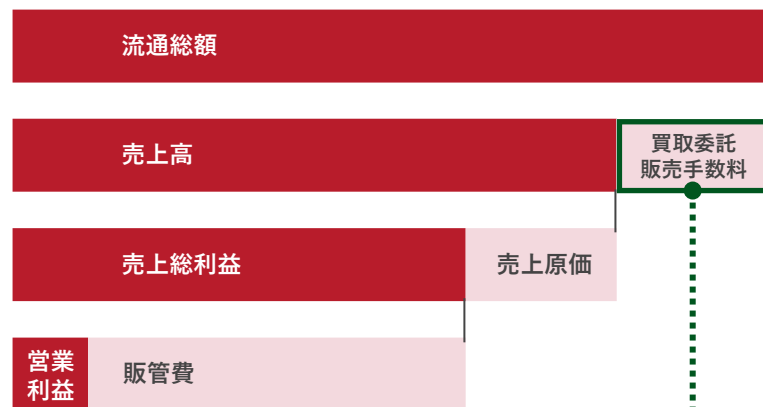 流通総額
売上高
買取委託
販売手数料
売上総利益
売上原価
営業
利益
販管費